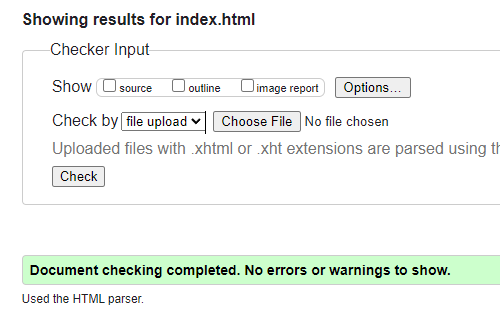 Showing results for index.html
Checker Input
Show source outline image report Options...
Check by file upload Choose File No file chosen
Uploaded files with .xhtml or .xht extensions are parsed using
Check
Document checking completed. No errors or warnings to show.
Used the HTML parser.